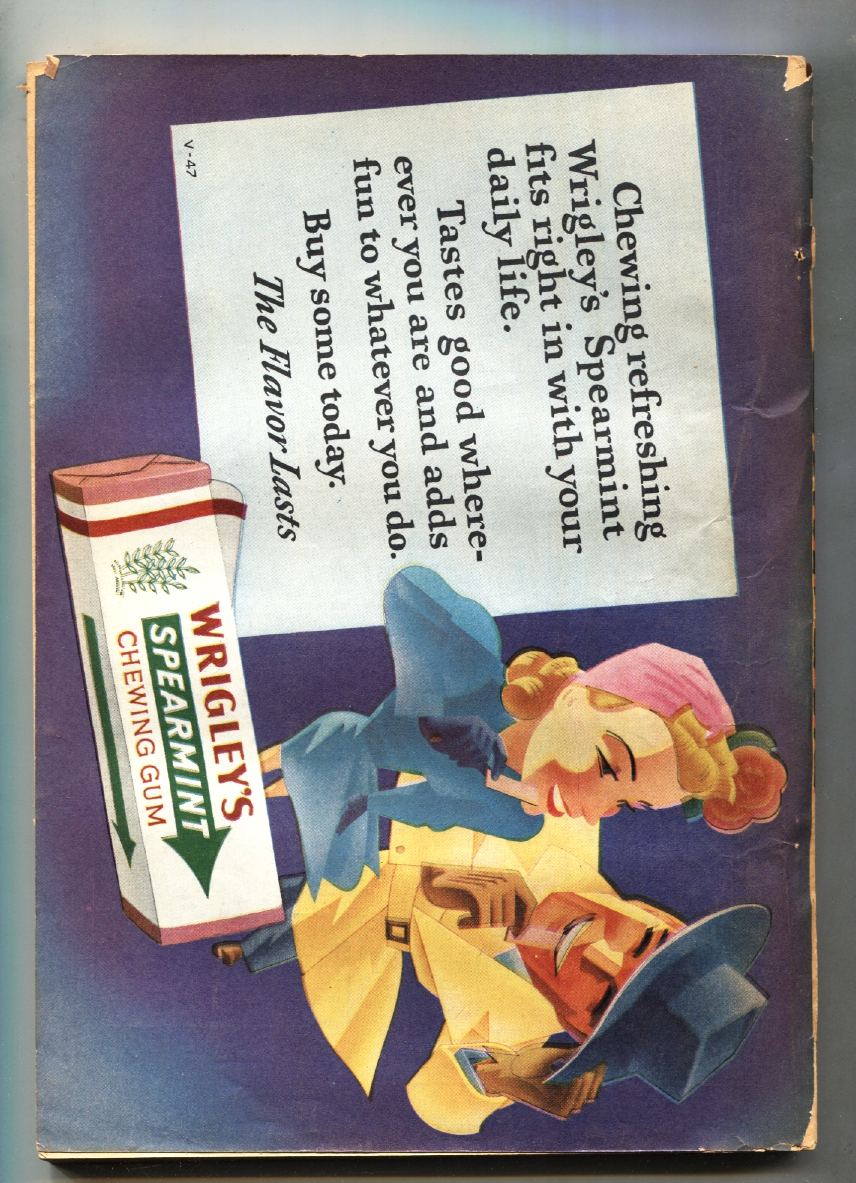 Chewing refreshing
Wrigley's Spearmint
fits right in with your
daily life.
Tastes good where-
ever you are and adds
fun to whatever you do.
Buy some today.
The Flavor Lasts
V-47
WRIGLEY'S
SPEARMINT
CHEWING GUM